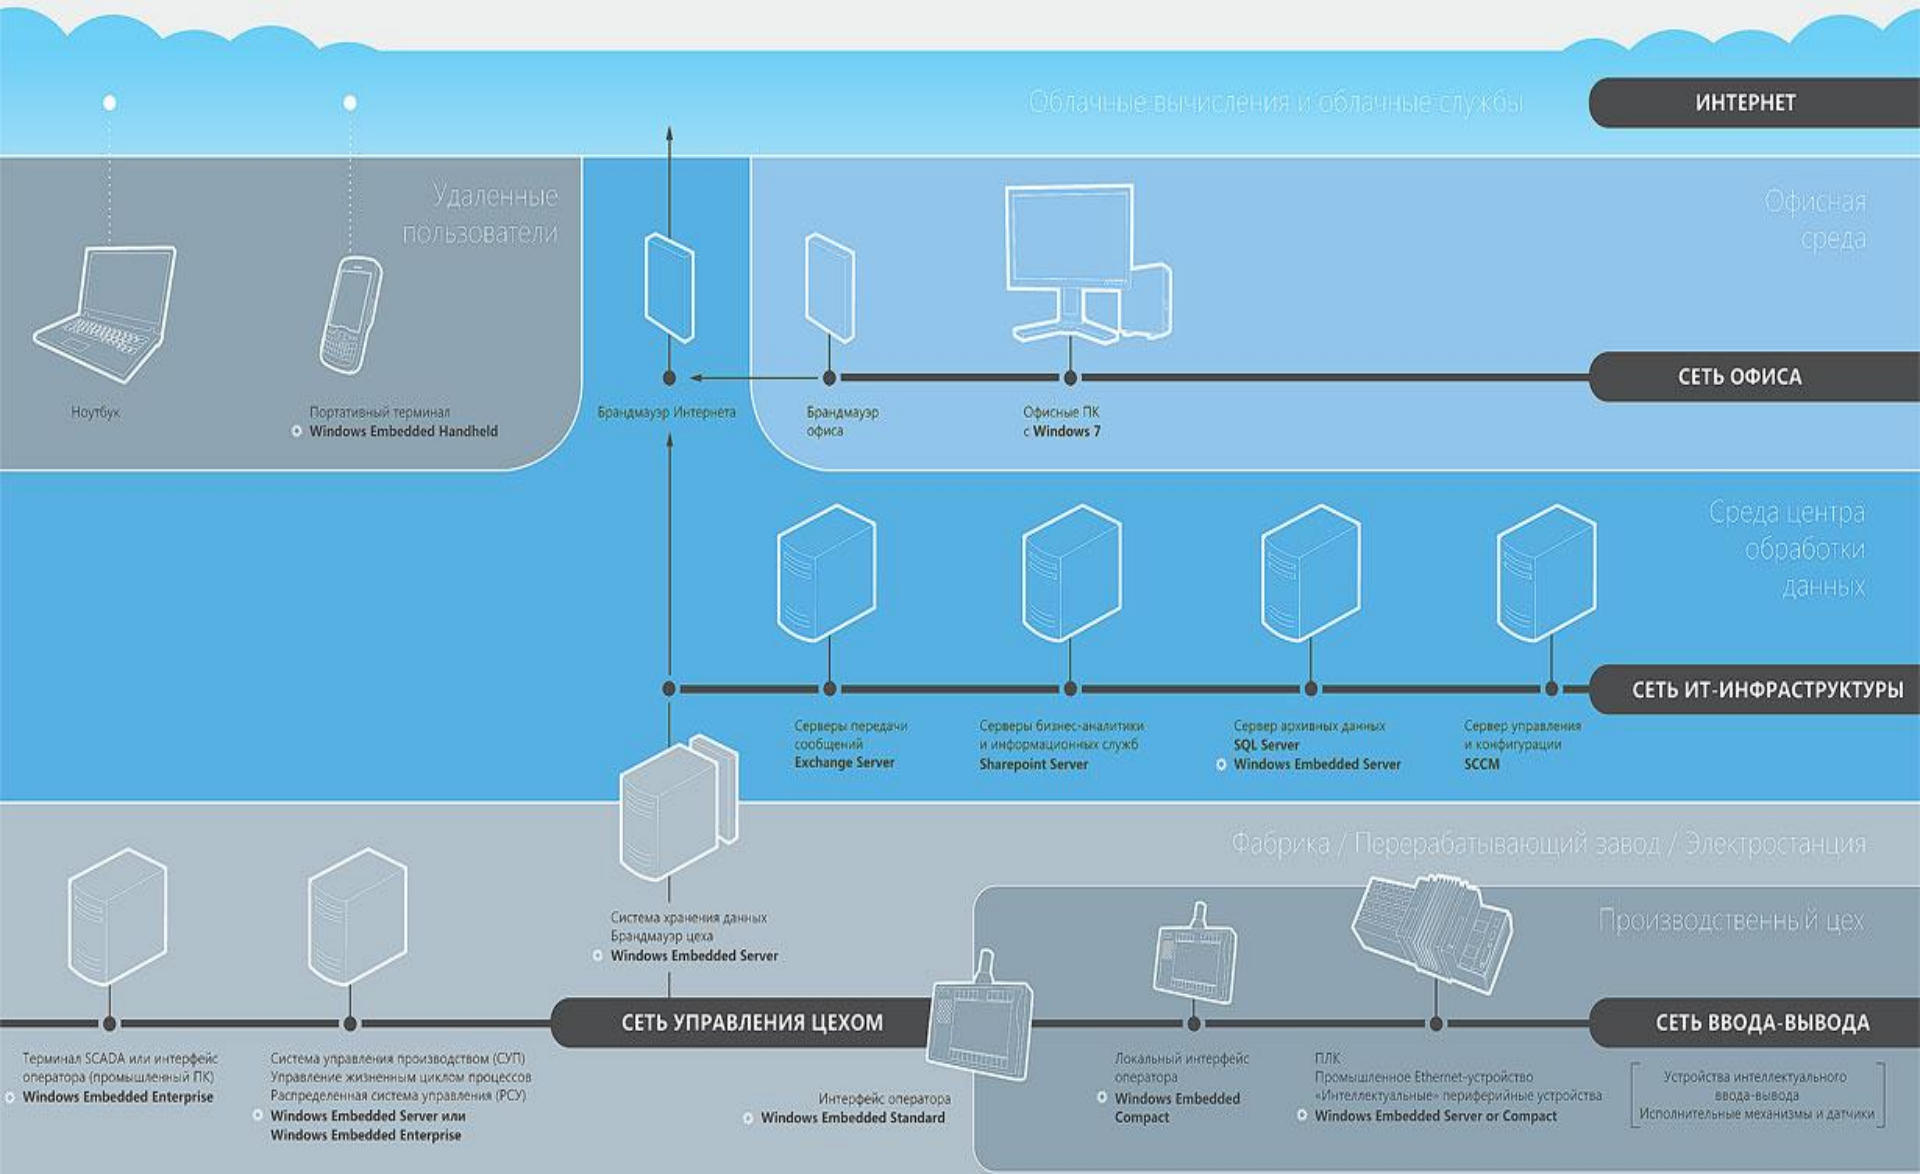 Облачные вычисления и облачные службы
ИНТЕРНЕТ
Удаленные
пользователи
Офисная
среда
СЕТЬ ОФИСА
Ноутбук
Портативный терминал
Windows Embedded Handheld
Брандмауэр Интернета
Брандмауэр
офиса
Офисные ПК
с Windows 7
Среда центра
обработки
данных
СЕТЬ ИТ-ИНФРАСТРУКТУРЫ
Серверы передачи
сообщений
Exchange Server
Серверы бизнес-аналитики
и информационных служб
Sharepoint Server
Сервер архивных данных
SQL Server
Windows Embedded Server
Сервер управления
и конфигурации
SCCM
Фабрика / Перерабатывающий завод / Электростанция
Производственный цех
Система хранения данных
Брандмауэр цеха
Windows Embedded Server
СЕТЬ УПРАВЛЕНИЯ ЦЕХОМ
СЕТЬ ВВОДА-ВЫВОДА
Терминал SCADA или интерфейс
оператора (промышленный ПК)
Windows Embedded Enterprise
Система управления производством (СУП)
Управление жизненным циклом процессов
Распределенная система управления (РСУ)
Windows Embedded Server или
Windows Embedded Enterprise
Интерфейс оператора
Windows Embedded Standard
Локальный интерфейс
оператора
Windows Embedded
Compact
ПЛК
Промышленное Ethernet-устройство
«Интеллектуальные» периферийные устройства
Windows Embedded Server or Compact
Устройства интеллектуального
ввода-вывода
Исполнительные механизмы и датчики